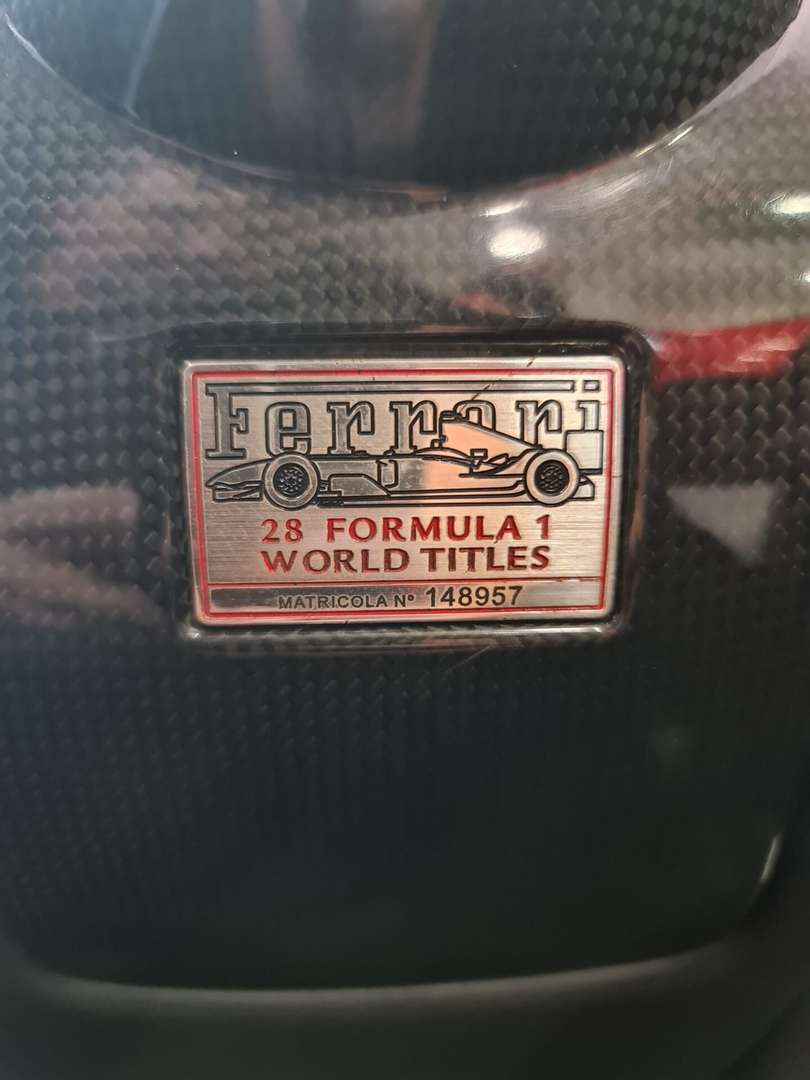 Ferrari
28 FORMULA 1
WORLD TITLES
MATRICOLA Nº 148957